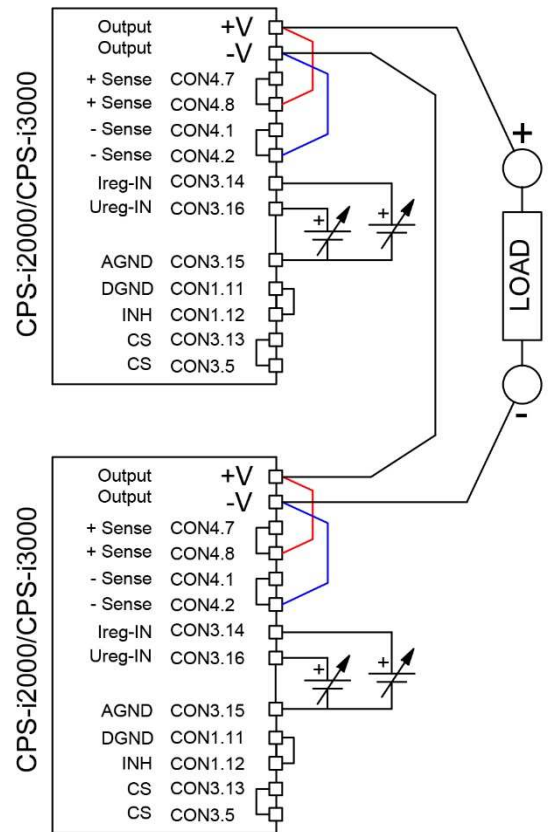 CPS-i2000/CPS-i3000
Output +V
Output -V
+ Sense CON4.7
+ Sense CON4.8
- Sense CON4.1
- Sense CON4.2
Ireg-IN CON3.14
Ureg-IN CON3.16
AGND CON3.15
DGND CON1.11
INH CON1.12
CS CON3.13
CS CON3.5
+
+
+
LOAD
-
CPS-i2000/CPS-i3000
Output +V
Output -V
+ Sense CON4.7
+ Sense CON4.8
- Sense CON4.1
- Sense CON4.2
Ireg-IN CON3.14
Ureg-IN CON3.16
AGND CON3.15
DGND CON1.11
INH CON1.12
CS CON3.13
CS CON3.5
+
+